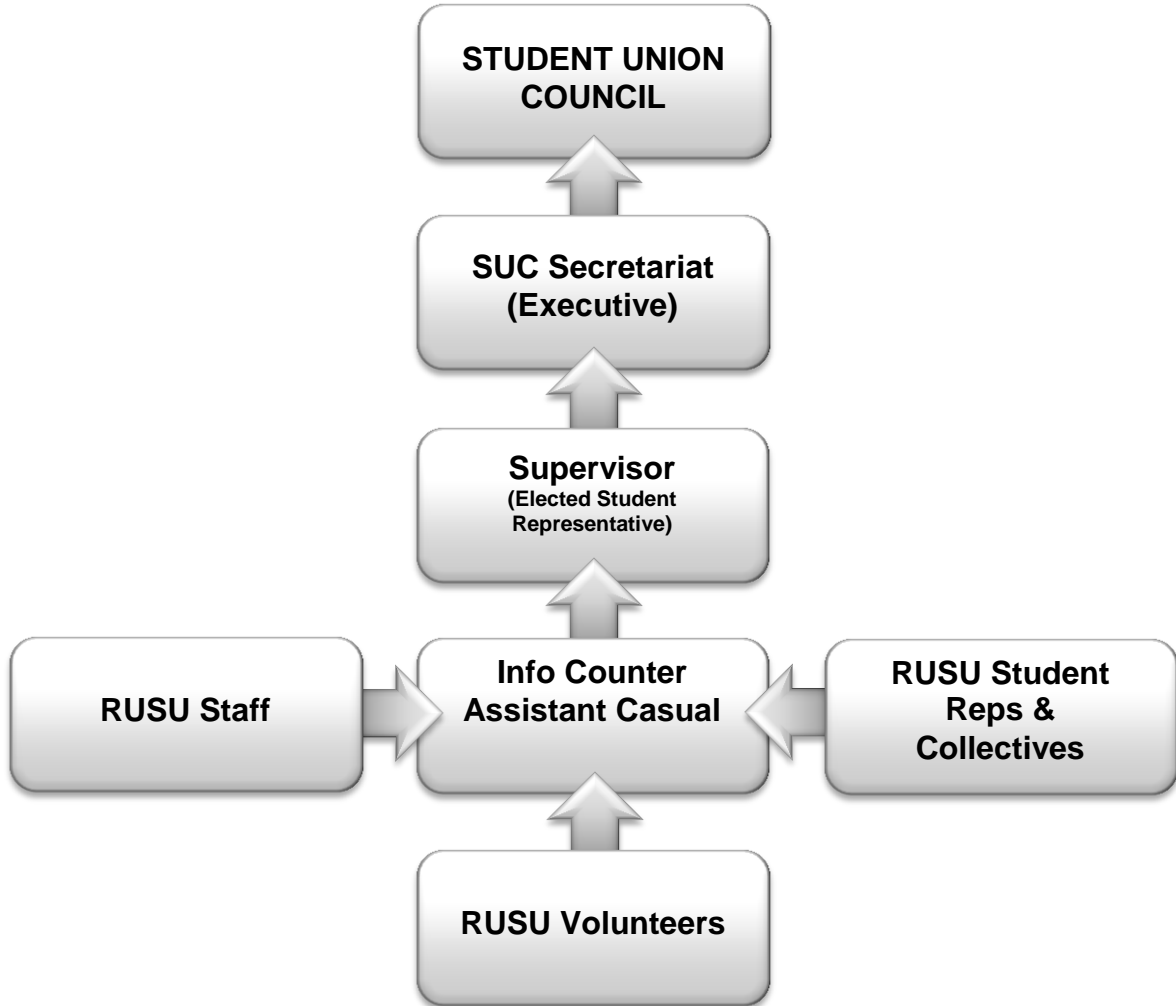 STUDENT UNION
COUNCIL
SUC Secretariat
(Executive)
Supervisor
(Elected Student
Representative)
RUSU Staff
Info Counter
Assistant Casual
RUSU Student
Reps &
Collectives
RUSU Volunteers